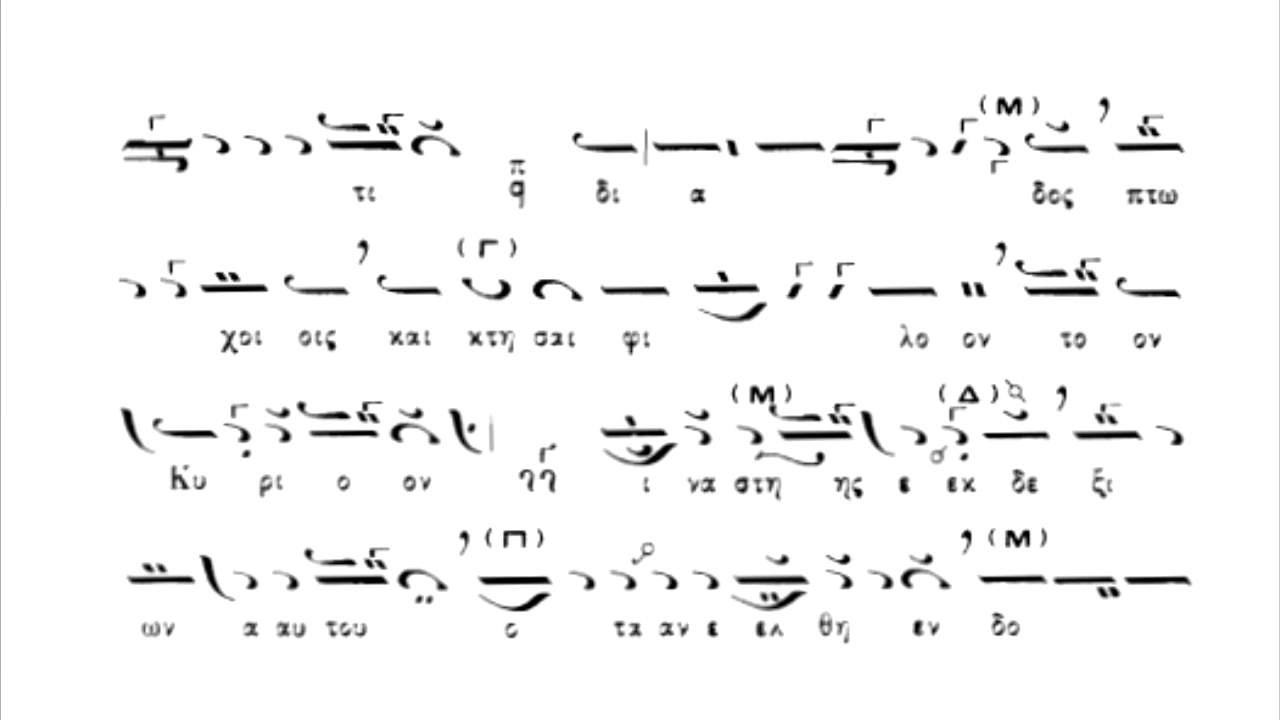 (Μ)
τι π q δι α δος πτω
(Γ)
χοι οις και κτη σαι φι λο ον το ον
(Μ) (Δ)
Κυ ρι ο ον ι να στη ης ε εκ δε ξι
(Π) (Μ)
ων α αυ του ο τα αν ε ελ θη εν δο